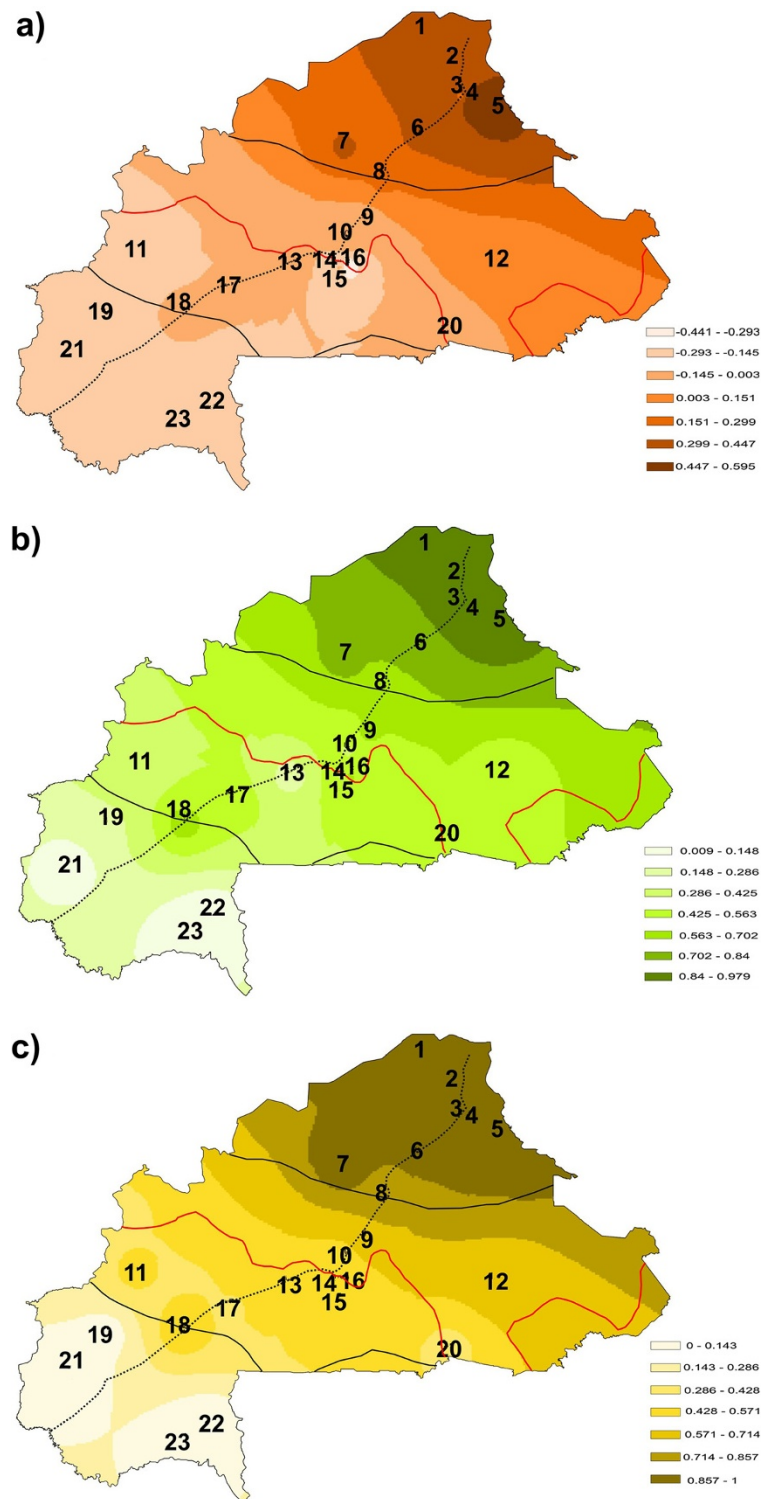 a)
1
2
3 4 5
6
7
8
9
10
11 12
13 14 16
15
17
18
19
20
21
22
23
-0.441 - -0.293
-0.293 - -0.145
-0.145 - 0.003
0.003 - 0.151
0.151 - 0.299
0.299 - 0.447
0.447 - 0.595
b)
1
2
3 4 5
6
7
8
9
10
11 12
13 14 16
15
17
18
19
20
21
22
23
0.009 - 0.148
0.148 - 0.286
0.286 - 0.425
0.425 - 0.563
0.563 - 0.702
0.702 - 0.84
0.84 - 0.979
c)
1
2
3 4 5
6
7
8
9
10
11 12
13 14 16
15
17
18
19
20
21
22
23
0 - 0.143
0.143 - 0.286
0.286 - 0.428
0.428 - 0.571
0.571 - 0.714
0.714 - 0.857
0.857 - 1